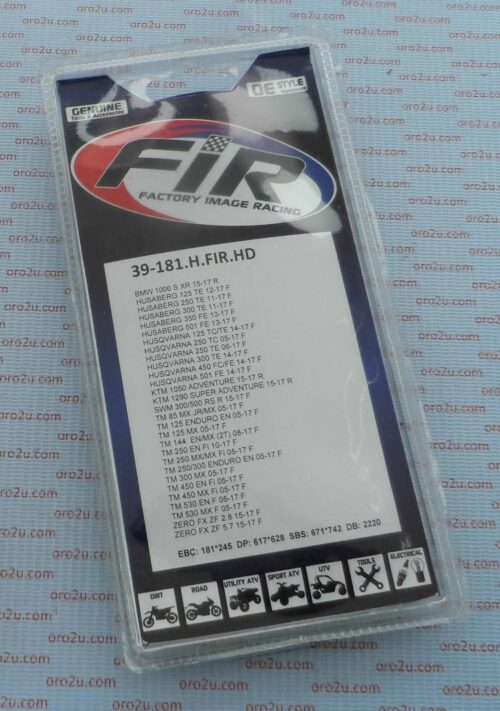 GENUINE
OE STYLE
FIR
FACTORY IMAGE RACING
39-181.H.FIR.HD
BMW 1000 S XR 15-17 R
HUSABERG 125 TE 12-17 F
HUSABERG 250 TE 11-17 F
HUSABERG 300 TE 11-17 F
HUSABERG 350 FE 13-17 F
HUSABERG 501 FE 13-17 F
HUSQVARNA 125 TC/TE 14-17 F
HUSQVARNA 250 TC 05-17 F
HUSQVARNA 250 TE 06-17 F
HUSQVARNA 300 TE 14-17 F
HUSQVARNA 450 FC/FE 14-17 F
HUSQVARNA 501 FE 14-17 F
KTM 1050 ADVENTURE 15-17 R
KTM 1290 SUPER ADVENTURE 15-17 R
SWM 300/500 RS R 15-17 F
TM 85 MX JR/MX 05-17 F
TM 125 ENDURO EN 05-17 F
TM 125 MX 05-17 F
TM 144 EN/MX (2T) 08-17 F
TM 250 EN Fi 10-17 F
TM 250 MX/MX Fi 05-17 F
TM 250/300 ENDURO EN 05-17 F
TM 300 MX 05-17 F
TM 450 EN Fi 05-17 F
TM 450 MX Fi 05-17 F
TM 530 EN F 05-17 F
TM 530 MX F 05-17 F
ZERO FX ZF 2.8 15-17 F
ZERO FX ZF 5.7 15-17 F
EBC: 181*245 DP: 617*628 SBS: 671*742 DB: 2220
DIRT ROAD UTILITY ATV SPORT ATV UTV TOOLS ELECTRICAL
oro2u.com